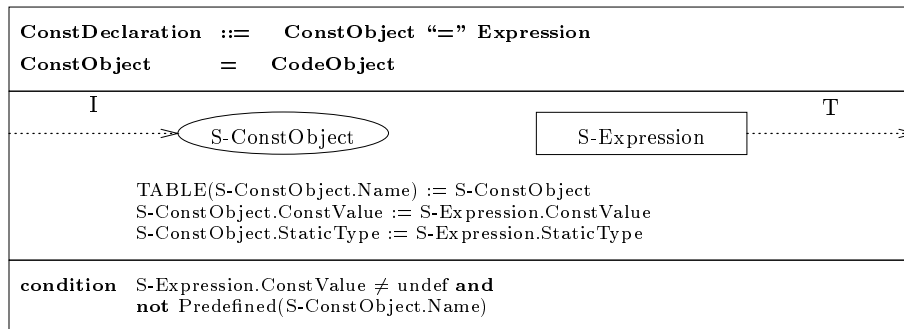 ConstDeclaration ::= ConstObject “=” Expression
ConstObject = CodeObject
I
T
S-ConstObject
S-Expression
TABLE(S-ConstObject.Name) := S-ConstObject
S-ConstObject.ConstValue := S-Expression.ConstValue
S-ConstObject.StaticType := S-Expression.StaticType
condition S-Expression.ConstValue ≠ undef and
not Predefined(S-ConstObject.Name)